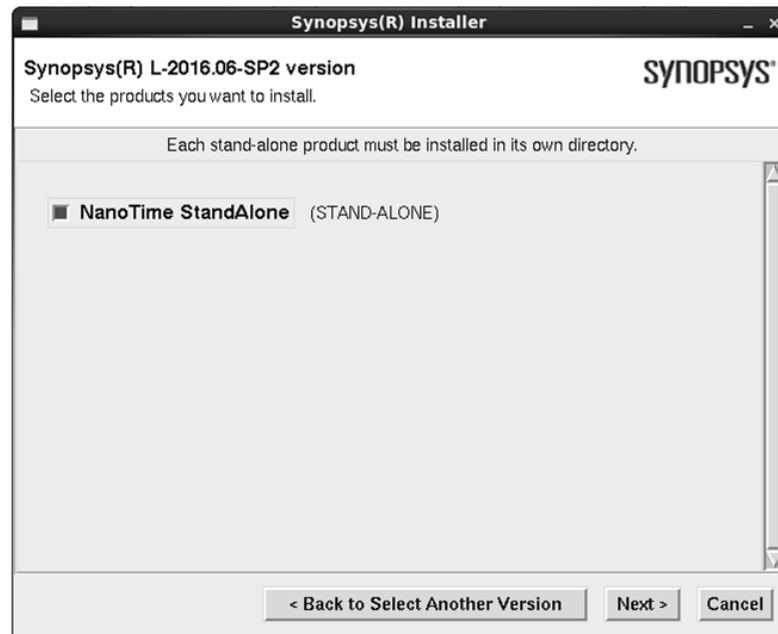 Synopsys(R) Installer
Synopsys(R) L-2016.06-SP2 version
SYNOPSYS®
Select the products you want to install.
Each stand-alone product must be installed in its own directory.
NanoTime StandAlone (STAND-ALONE)
< Back to Select Another Version Next > Cancel